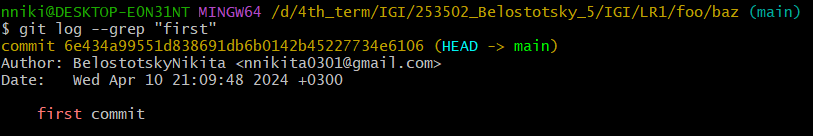 nniki@DESKTOP-EON31NT MINGW64 /d/4th_term/IGI/253502_Belostotsky_5/IGI/LR1/foo/baz (main)
$ git log --grep "first"
commit 6e434a99551d838691db6b0142b45227734e6106 (HEAD -> main)
Author: BelostotskyNikita <nnikita0301@gmail.com>
Date:   Wed Apr 10 21:09:48 2024 +0300
    first commit